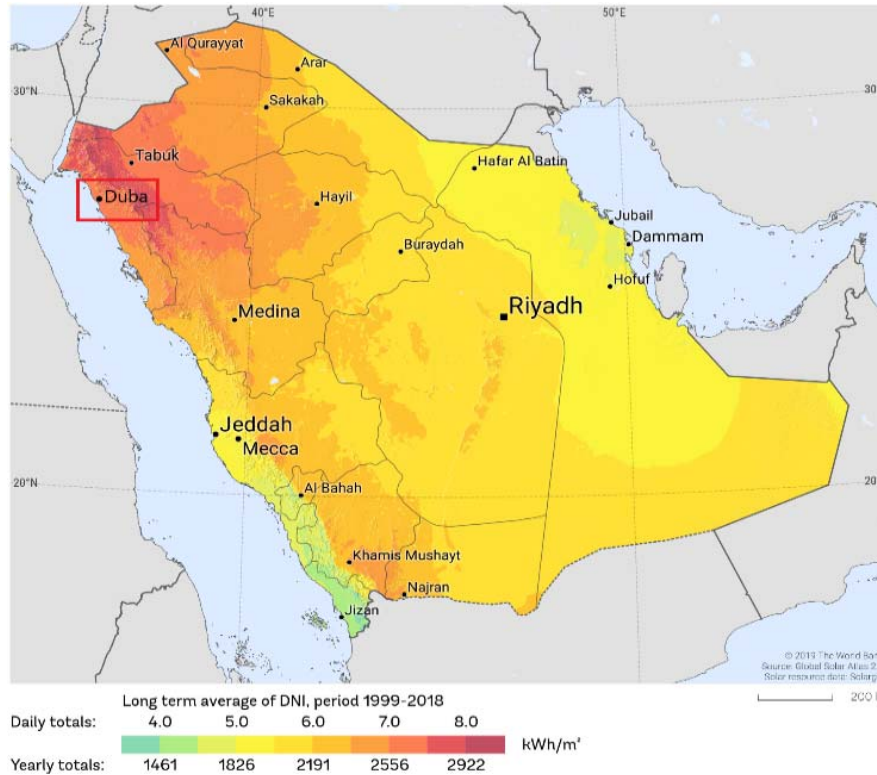 40°E 50°E
Al Qurayyat
Arar
30°N 30
Sakakah
Tabuk
Hafar Al Batin
Duba
Hayil
Jubail
Buraydah
Dammam
Hofuf
Riyadh
Medina
Jeddah
Mecca
20°N 20
Al Bahah
Khamis Mushayt
Najran
Jizan
© 2019 The World Ban
Source: Global Solar Atlas 2.
Solar resource data: Solarg
200
Long term average of DNI, period 1999-2018
Daily totals: 4.0 5.0 6.0 7.0 8.0
kWh/m²
Yearly totals: 1461 1826 2191 2556 2922